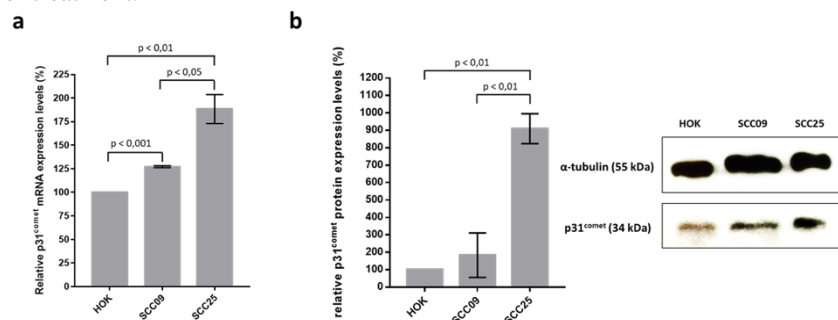 a
Relative p31comet mRNA expression levels (%)
p < 0,01
p < 0,05
p < 0,001
225
200
175
150
125
100
75
50
25
0
HOK
SCC09
SCC25
b
relative p31comet protein expression levels (%)
p < 0,01
p < 0,01
1200
1100
1000
900
800
700
600
500
400
300
200
100
0
HOK
SCC09
SCC25
HOK SCC09 SCC25
α-tubulin (55 kDa)
p31comet (34 kDa)